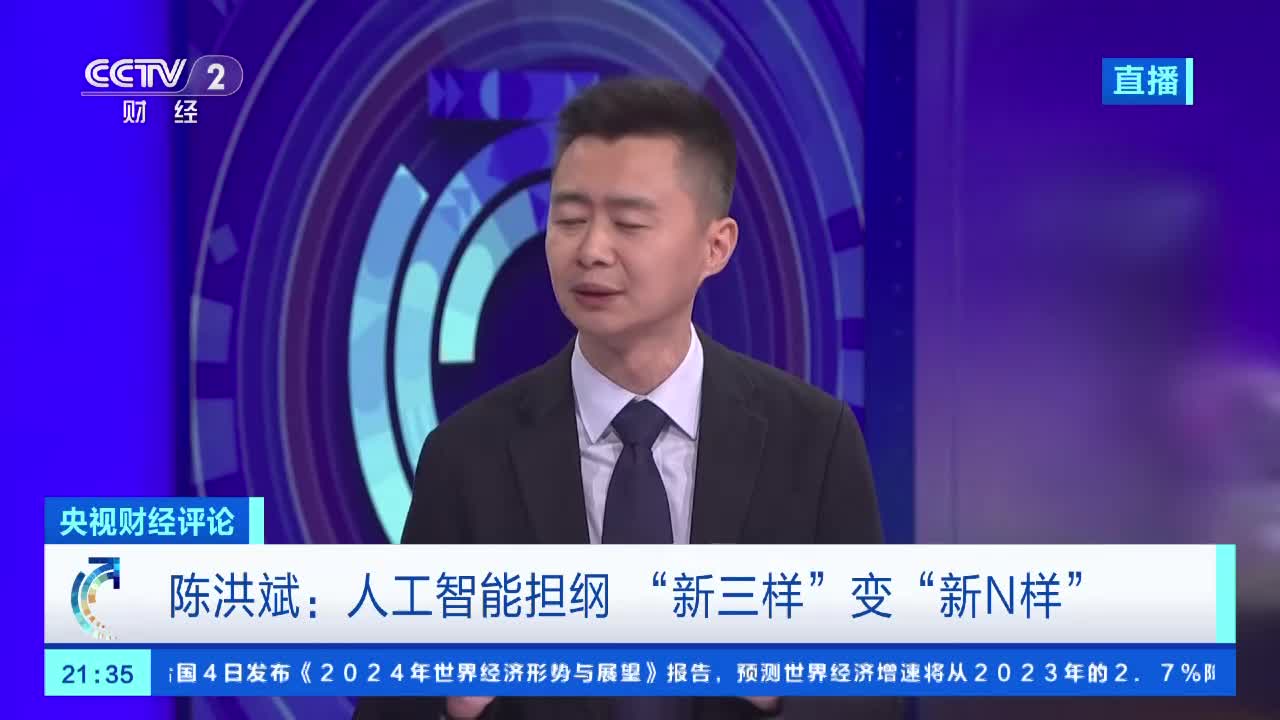 CCTV 2
财 经
直播
央视财经评论
陈洪斌：人工智能担纲 “新三样”变“新N样”
21:35
国4日发布《2024年世界经济形势与展望》报告，预测世界经济增速将从2023年的2．7％